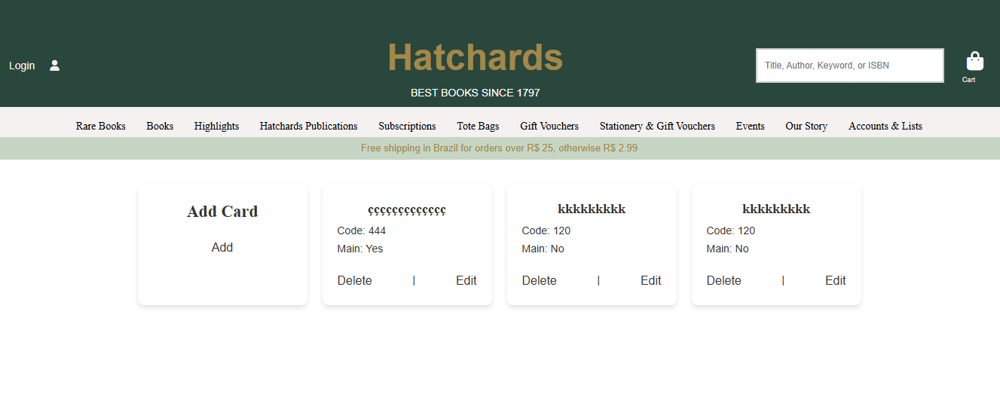 Login
Hatchards
BEST BOOKS SINCE 1797
Title, Author, Keyword, or ISBN
Cart
Rare Books Books Highlights Hatchards Publications Subscriptions Tote Bags Gift Vouchers Stationery & Gift Vouchers Events Our Story Accounts & Lists
Free shipping in Brazil for orders over R$ 25, otherwise R$ 2.99
Add Card
Add
ççççççççççççç
Code: 444
Main: Yes
Delete | Edit
kkkkkkkkk
Code: 120
Main: No
Delete | Edit
kkkkkkkkk
Code: 120
Main: No
Delete | Edit